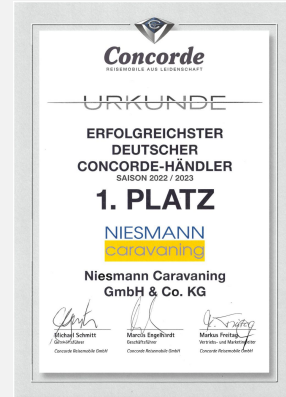 Concorde
REISEMOBILE AUS LEIDENSCHAFT
URKUNDE
ERFOLGREICHSTER
DEUTSCHER
CONCORDE-HÄNDLER
SAISON 2022 / 2023
1. PLATZ
NIESMANN
caravaning
Niesmann Caravaning
GmbH & Co. KG
Michael Schmitt Marcus Engelhardt Markus Freitag
Geschäftsführer Geschäftsführer Vertriebs- und Marketingleiter
Concorde Reisemobile GmbH Concorde Reisemobile GmbH Concorde Reisemobile GmbH